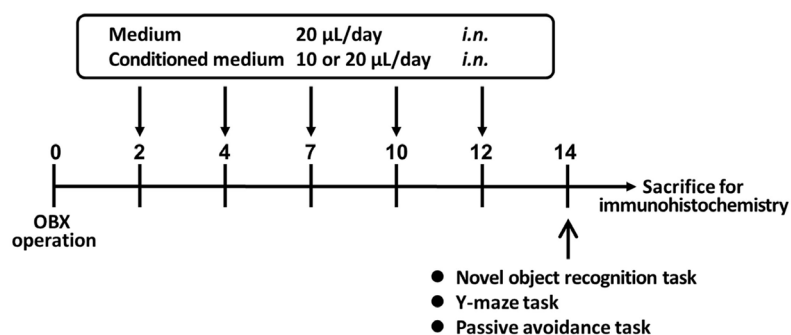 Medium 20 µL/day i.n.
Conditioned medium 10 or 20 µL/day i.n.
0 2 4 7 10 12 14
OBX
operation
Sacrifice for
immunohistochemistry
● Novel object recognition task
● Y-maze task
● Passive avoidance task